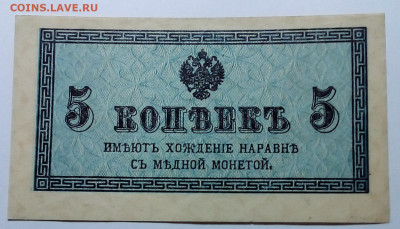 COINS.LAVE.RU
5 КОПѢЕКЪ 5
ИМѢЮТЪ ХОЖДЕНІЕ НАРАВНѢ
СЪ МѢДНОЙ МОНЕТОЙ.